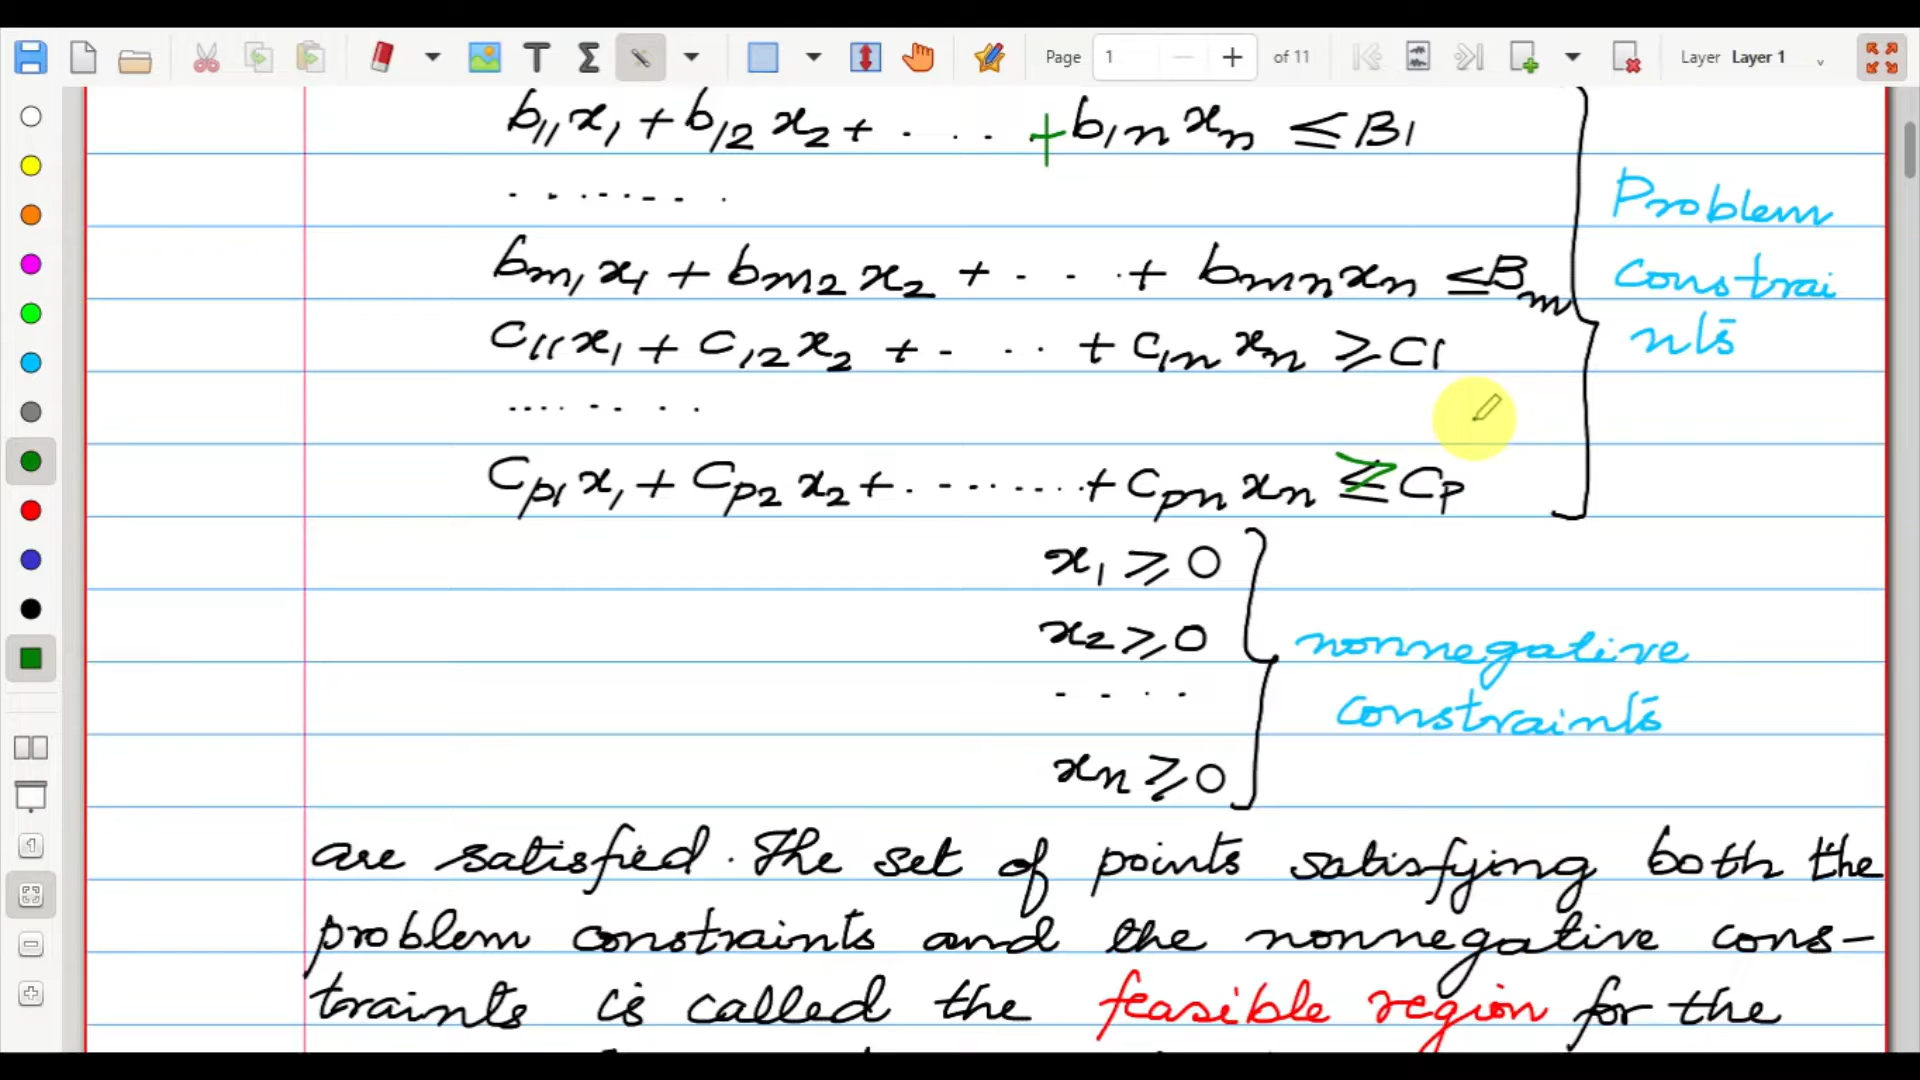 Page 1 of 11 Layer Layer 1
b11x1 + b12x2 + . . . + b1nxn ≤ B1
. . . . . . . .
Problem
bm1x1 + bm2x2 + . . . + bmnxn ≤ Bm
constrai
c11x1 + c12x2 + . . . . + c1nxn ≥ C1
nts
. . . . . . . .
Cp1x1 + Cp2x2 + . . . . . . . . + Cpnxn ≥ Cp
x1 ≥ 0
x2 ≥ 0
nonnegative
. . . .
constraints
xn ≥ 0
are satisfied. The set of points satisfying both the
problem constraints and the nonnegative cons-
traints is called the feasible region for the